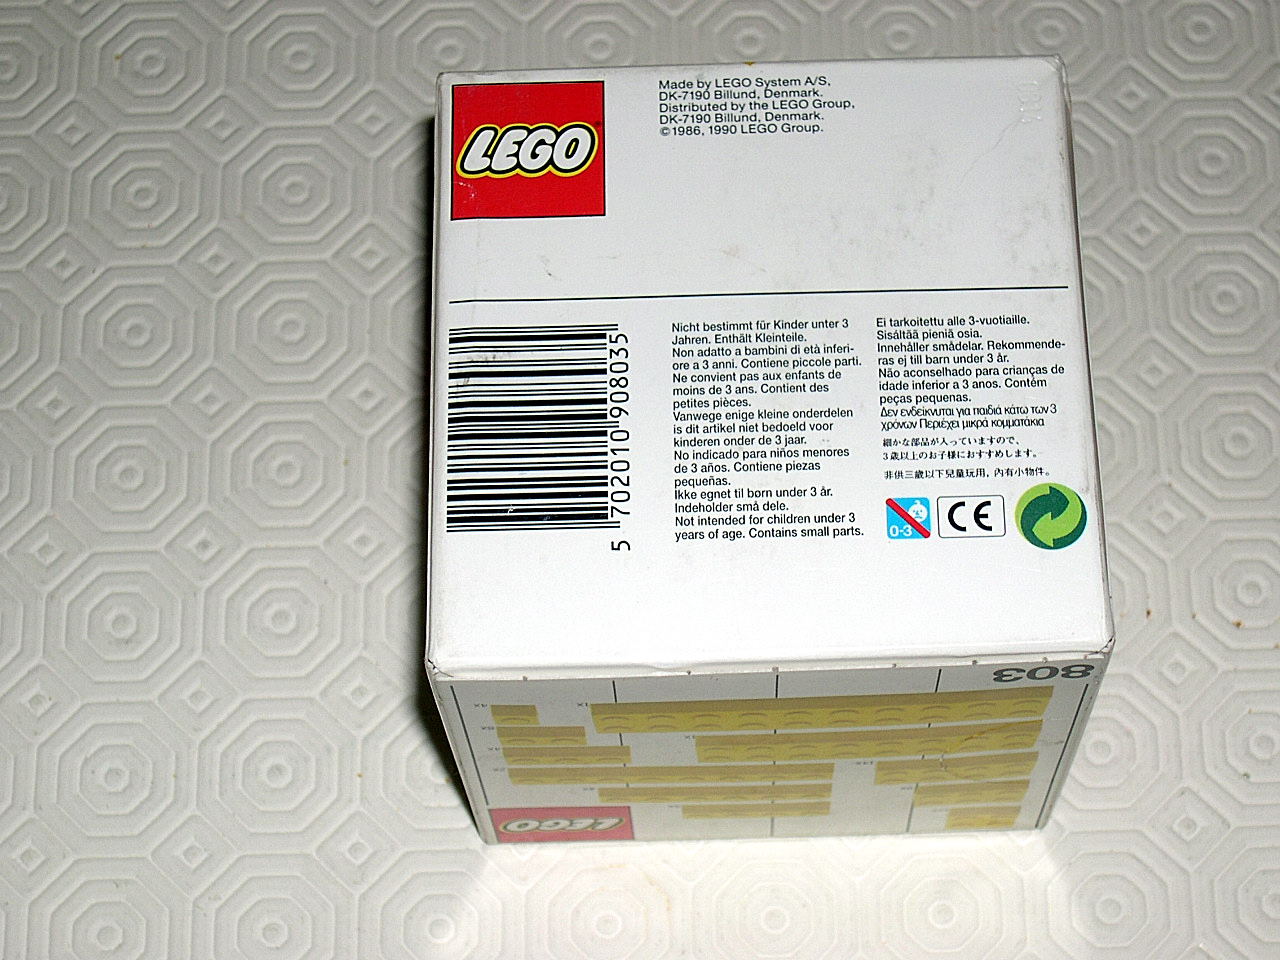 LEGO
Made by LEGO System A/S,
DK-7190 Billund, Denmark.
Distributed by the LEGO Group,
DK-7190 Billund, Denmark.
©1986, 1990 LEGO Group.
5 702010 908035
Nicht bestimmt für Kinder unter 3
Jahren. Enthält Kleinteile.
Non adatto a bambini di età inferi-
ore a 3 anni. Contiene piccole parti.
Ne convient pas aux enfants de
moins de 3 ans. Contient des
petites pièces.
Vanwege enige kleine onderdelen
is dit artikel niet bedoeld voor
kinderen onder de 3 jaar.
No indicado para niños menores
de 3 años. Contiene piezas
pequeñas.
Ikke egnet til born under 3 år.
Indeholder små dele.
Not intended for children under 3
years of age. Contains small parts.
Ei tarkoitettu alle 3-vuotiaille.
Sisáltää pieniä osia.
Innehåller smådelar. Rekommende-
ras ej till barn under 3 år.
Não aconselhado para crianças de
idade inferior a 3 anos. Contém
peças pequenas.
Δεν ενδείκνυται για παιδιά κάτω των 3
χρόνων Περιέχει μικρά κομματάκια
細かな部品が入っていますので、
3歳以上のお子様におすすめします。
非供三歲以下兒童玩用，內有小物件。
0-3
CE
803
LEGO